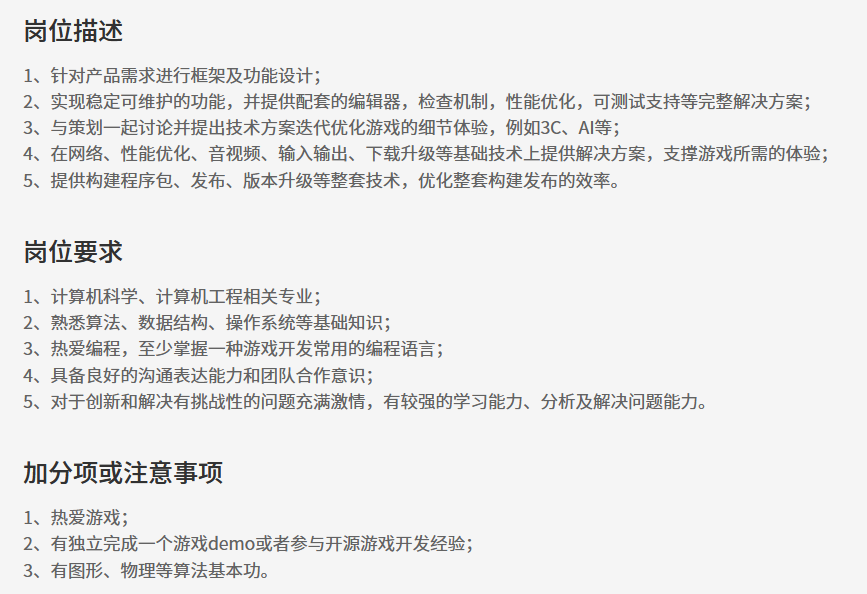 岗位描述
1、针对产品需求进行框架及功能设计；
2、实现稳定可维护的功能，并提供配套的编辑器，检查机制，性能优化，可测试支持等完整解决方案；
3、与策划一起讨论并提出技术方案迭代优化游戏的细节体验，例如3C、AI等；
4、在网络、性能优化、音视频、输入输出、下载升级等基础技术上提供解决方案，支撑游戏所需的体验；
5、提供构建程序包、发布、版本升级等整套技术，优化整套构建发布的效率。
岗位要求
1、计算机科学、计算机工程相关专业；
2、熟悉算法、数据结构、操作系统等基础知识；
3、热爱编程，至少掌握一种游戏开发常用的编程语言；
4、具备良好的沟通表达能力和团队合作意识；
5、对于创新和解决有挑战性的问题充满激情，有较强的学习能力、分析及解决问题能力。
加分项或注意事项
1、热爱游戏；
2、有独立完成一个游戏demo或者参与开源游戏开发经验；
3、有图形、物理等算法基本功。